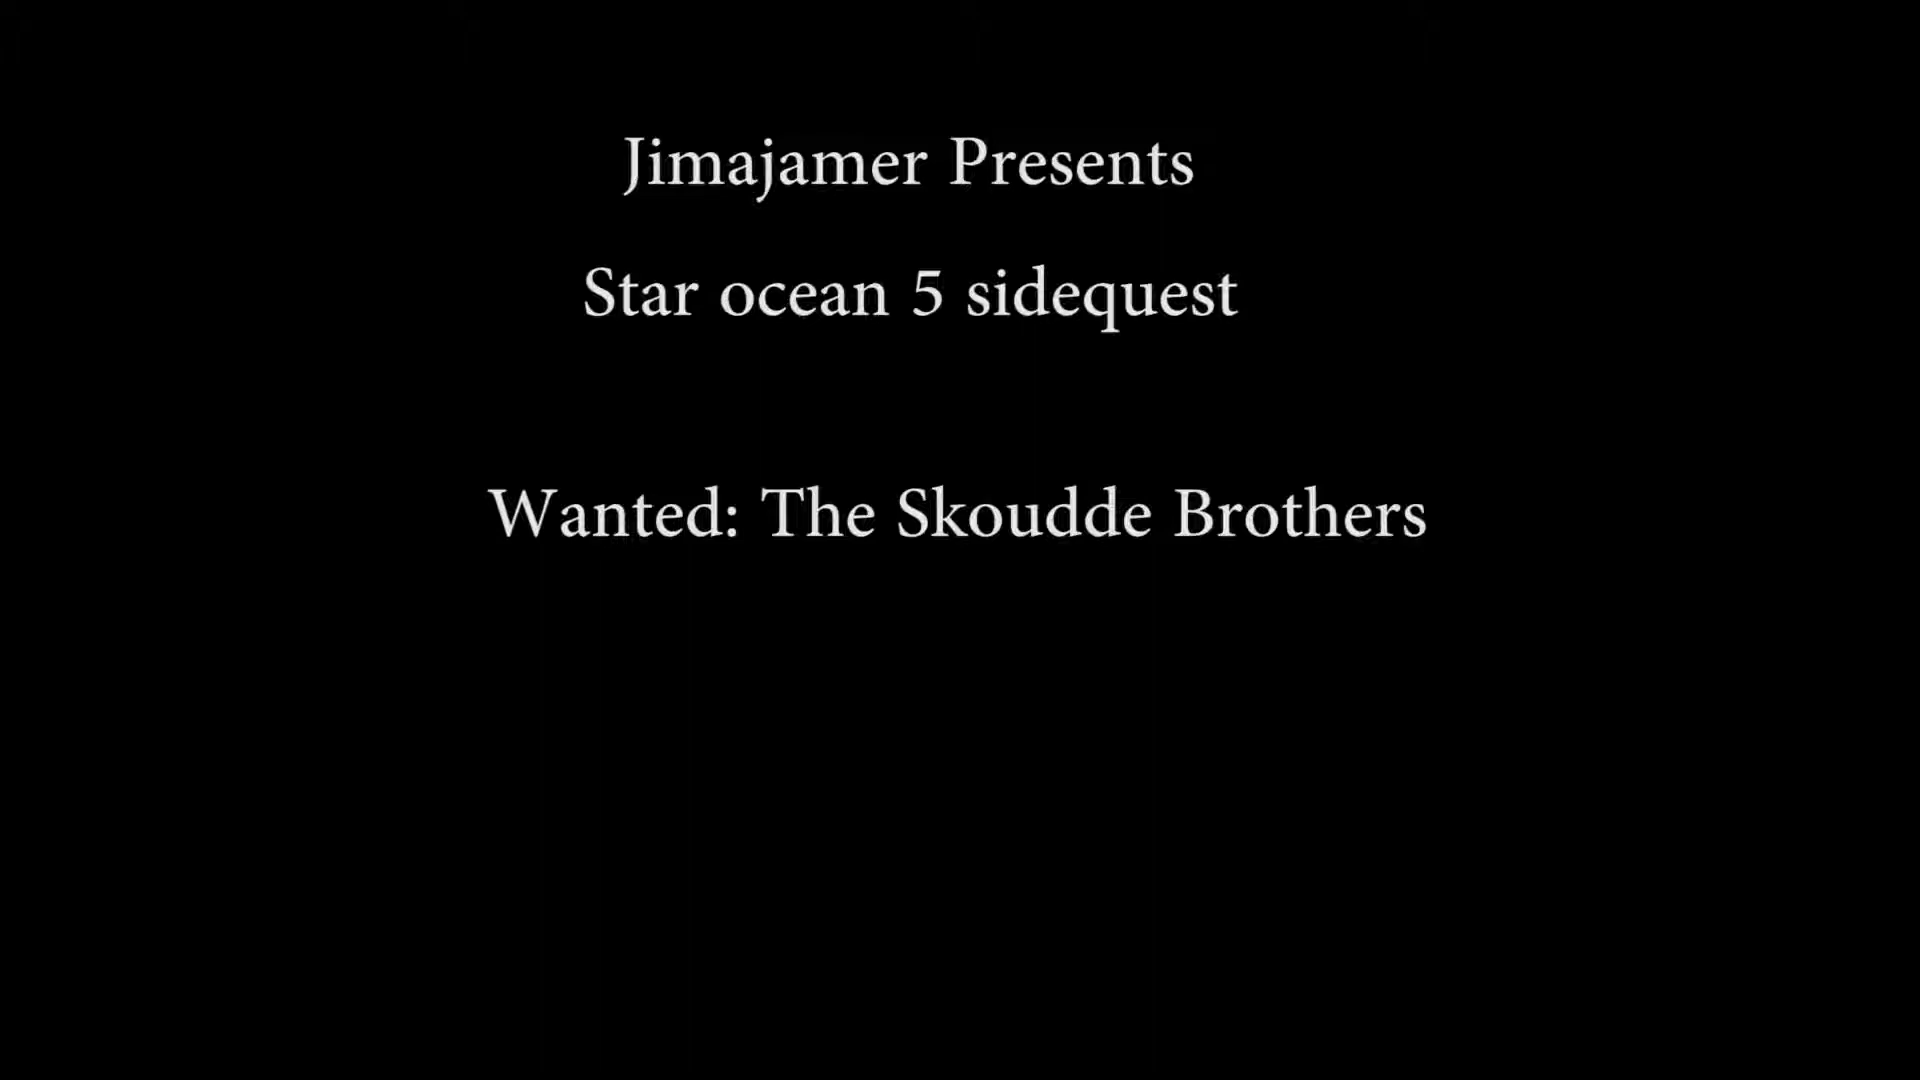 Jimajamer Presents
Star ocean 5 sidequest
Wanted: The Skoudde Brothers